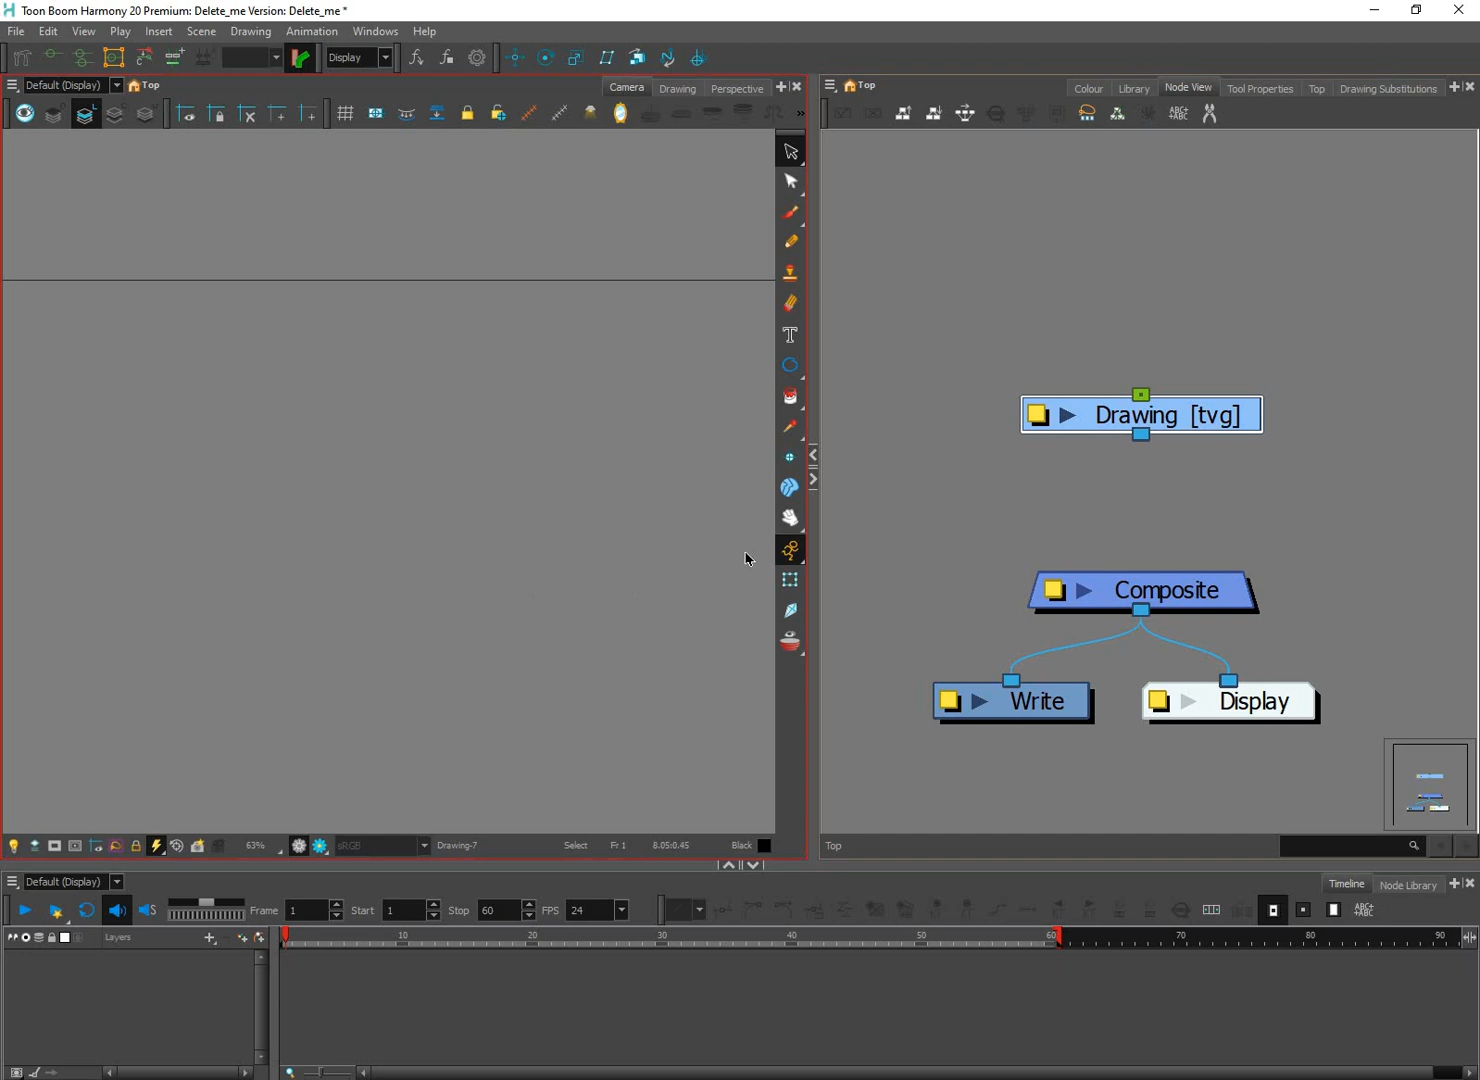 Toon Boom Harmony 20 Premium: Delete_me Version: Delete_me *
File Edit View Play Insert Scene Drawing Animation Windows Help
Display
Default (Display) Top Camera Drawing Perspective
Top Colour Library Node View Tool Properties Top Drawing Substitutions
ABC+
+ABC
T
Drawing [tvg]
Composite
Write Display
63% sRGB Drawing-7 Select Fr 1 8.05:0.45 Black
Top
Default (Display) Timeline Node Library
S Frame 1 Start 1 Stop 60 FPS 24
ABC+
+ABC
Layers 10 20 30 40 50 60 70 80 90